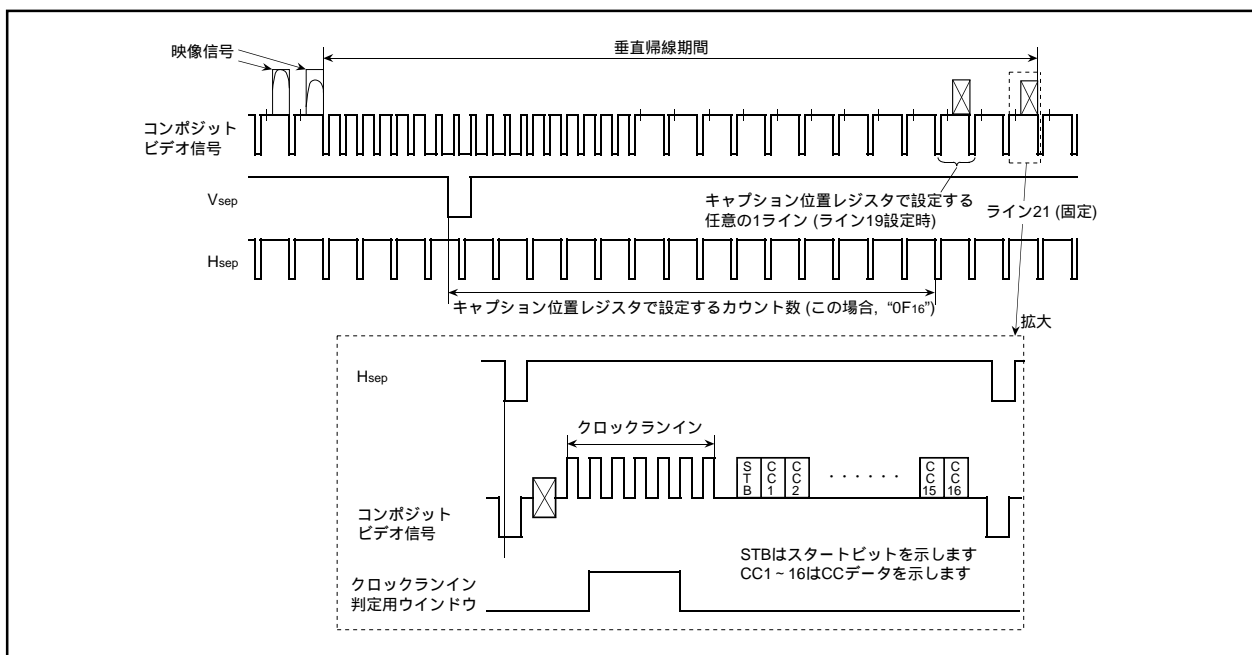 映像信号
垂直帰線期間
コンポジット
ビデオ信号
Vsep
キャプション位置レジスタで設定する
任意の1ライン (ライン19設定時)
ライン21 (固定)
Hsep
キャプション位置レジスタで設定するカウント数 (この場合, “0F16”)
拡大
Hsep
クロックランイン
STB CC1 CC2 ・・・・・・ CC15 CC16
コンポジット
ビデオ信号
STBはスタートビットを示します
CC1~16はCCデータを示します
クロックランイン
判定用ウインドウ